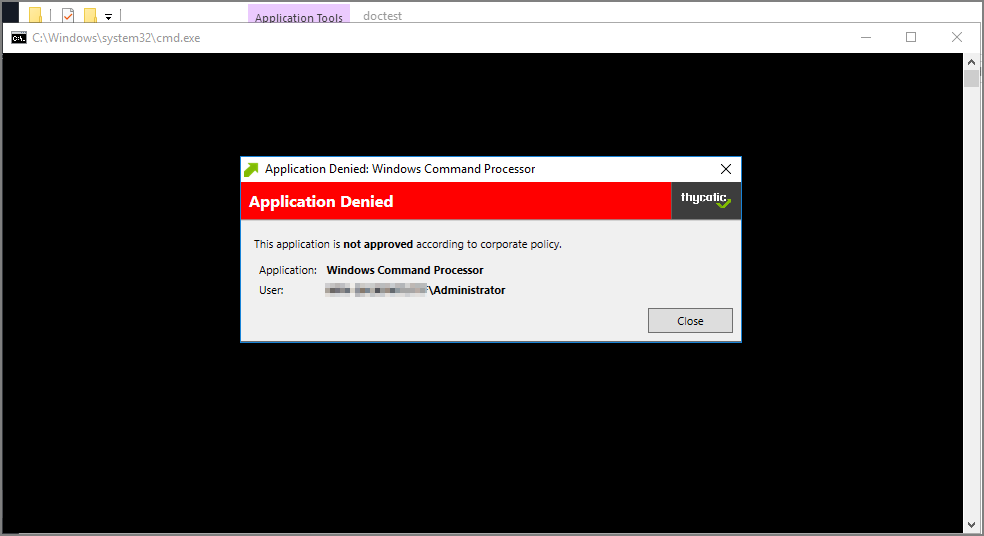 Application Tools
doctest
C:\Windows\system32\cmd.exe
Application Denied: Windows Command Processor
Application Denied
thycotic
This application is not approved according to corporate policy.
Application: Windows Command Processor
User: \Administrator
Close